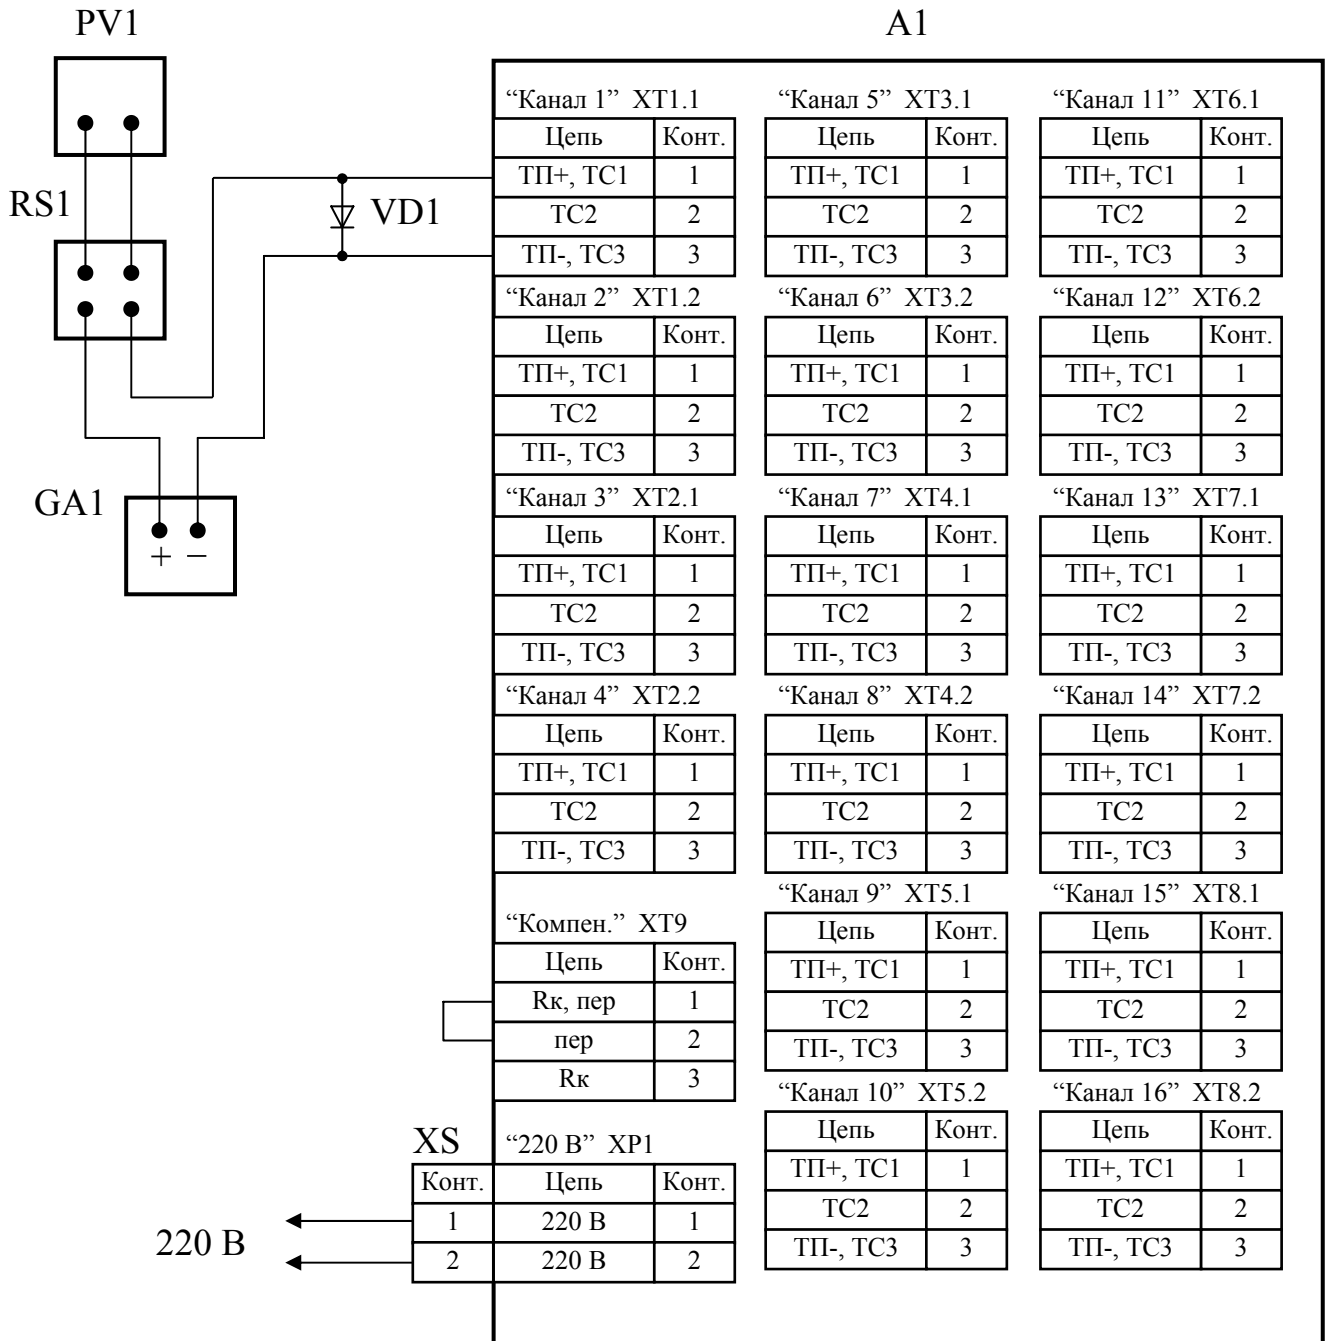 PV1
A1
RS1
VD1
GA1
+ −
“Канал 1” XT1.1
Цепь Конт.
ТП+, ТС1 1
ТС2 2
ТП-, ТС3 3
“Канал 2” XT1.2
Цепь Конт.
ТП+, ТС1 1
ТС2 2
ТП-, ТС3 3
“Канал 3” XT2.1
Цепь Конт.
ТП+, ТС1 1
ТС2 2
ТП-, ТС3 3
“Канал 4” XT2.2
Цепь Конт.
ТП+, ТС1 1
ТС2 2
ТП-, ТС3 3
“Компен.” XT9
Цепь Конт.
Rк, пер 1
пер 2
Rк 3
XS “220 В” XP1
Конт. Цепь Конт.
1 220 В 1
2 220 В 2
220 В
“Канал 5” XT3.1
Цепь Конт.
ТП+, ТС1 1
ТС2 2
ТП-, ТС3 3
“Канал 6” XT3.2
Цепь Конт.
ТП+, ТС1 1
ТС2 2
ТП-, ТС3 3
“Канал 7” XT4.1
Цепь Конт.
ТП+, ТС1 1
ТС2 2
ТП-, ТС3 3
“Канал 8” XT4.2
Цепь Конт.
ТП+, ТС1 1
ТС2 2
ТП-, ТС3 3
“Канал 9” XT5.1
Цепь Конт.
ТП+, ТС1 1
ТС2 2
ТП-, ТС3 3
“Канал 10” XT5.2
Цепь Конт.
ТП+, ТС1 1
ТС2 2
ТП-, ТС3 3
“Канал 11” XT6.1
Цепь Конт.
ТП+, ТС1 1
ТС2 2
ТП-, ТС3 3
“Канал 12” XT6.2
Цепь Конт.
ТП+, ТС1 1
ТС2 2
ТП-, ТС3 3
“Канал 13” XT7.1
Цепь Конт.
ТП+, ТС1 1
ТС2 2
ТП-, ТС3 3
“Канал 14” XT7.2
Цепь Конт.
ТП+, ТС1 1
ТС2 2
ТП-, ТС3 3
“Канал 15” XT8.1
Цепь Конт.
ТП+, ТС1 1
ТС2 2
ТП-, ТС3 3
“Канал 16” XT8.2
Цепь Конт.
ТП+, ТС1 1
ТС2 2
ТП-, ТС3 3